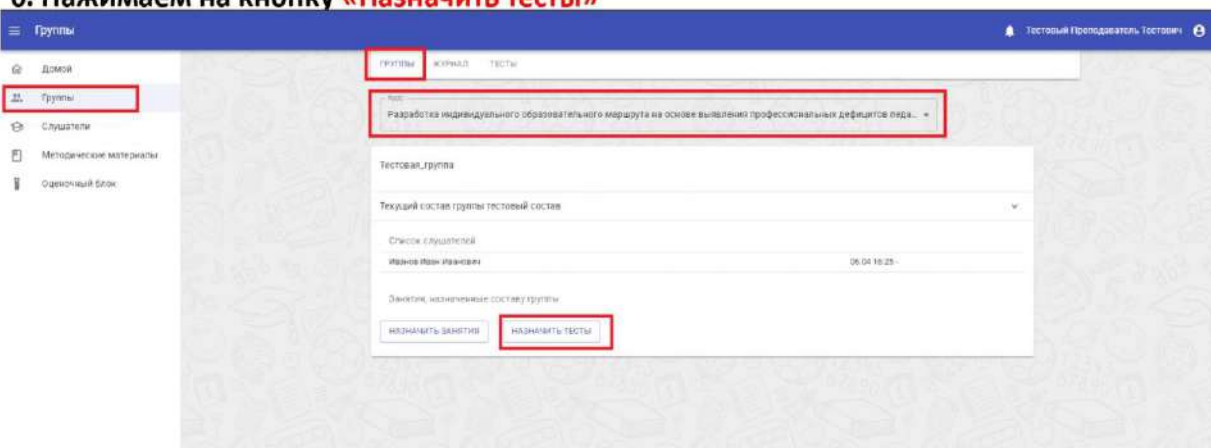 6. Нажимаем на кнопку «Назначить тесты»
Группы
Тестовый Преподаватель Тестович
Домой
Группы
Слушатели
Методические материалы
Оценочный блок
ГРУППЫ ЖУРНАЛ ТЕСТЫ
Курс
Разработка индивидуального образовательного маршрута на основе выявления профессиональных дефицитов педа...
Тестовая_группа
Текущий состав группы тестовый состав
Список слушателей
Иванов Иван Иванович 06.04 16:25 -
Занятия, назначенные составу группы
НАЗНАЧИТЬ ЗАНЯТИЯ НАЗНАЧИТЬ ТЕСТЫ